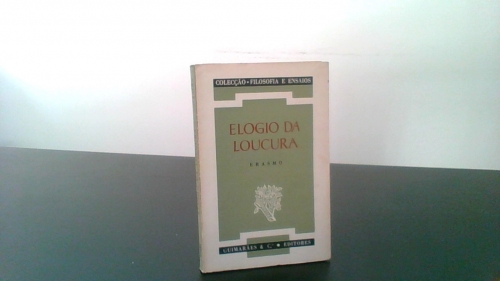 COLECÇÃO • FILOSOFIA E ENSAIOS
ELOGIO DA
LOUCURA
ERASMO
GUIMARÃES & C.ª • EDITORES